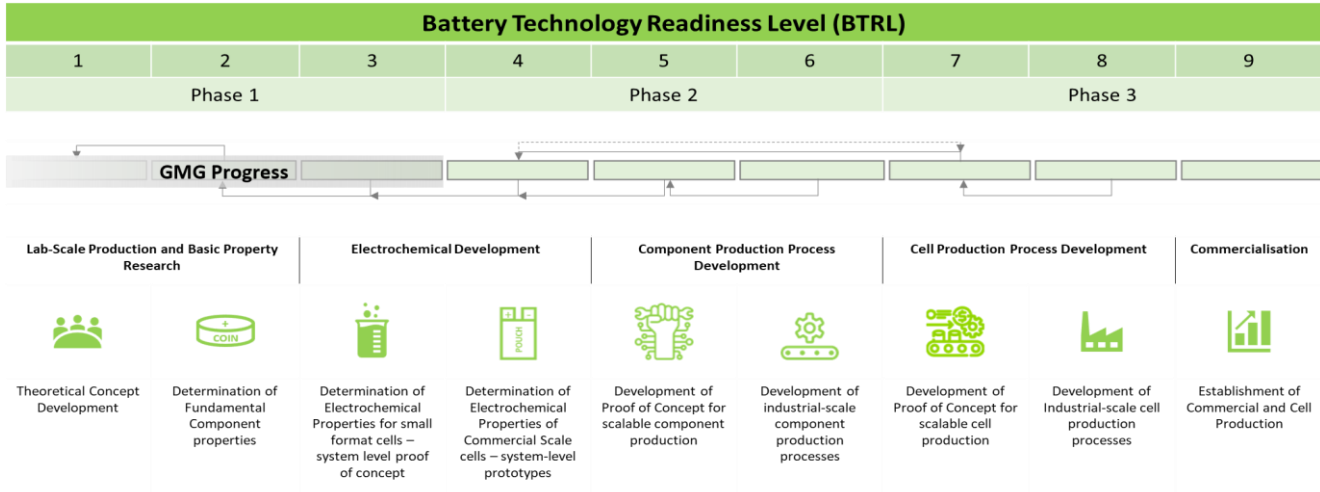 Battery Technology Readiness Level (BTRL)
1 2 3 4 5 6 7 8 9
Phase 1 Phase 2 Phase 3
GMG Progress
Lab-Scale Production and Basic Property
Research
Electrochemical Development
Component Production Process
Development
Cell Production Process Development
Commercialisation
+
COIN
+ -
POUCH
$
Theoretical Concept
Development
Determination of
Fundamental
Component
properties
Determination of
Electrochemical
Properties for small
format cells –
system level proof
of concept
Determination of
Electrochemical
Properties of
Commercial Scale
cells – system-level
prototypes
Development of
Proof of Concept for
scalable component
production
Development of
industrial-scale
component
production
processes
Development of
Proof of Concept for
scalable cell
production
Development of
Industrial-scale cell
production
processes
Establishment of
Commercial and Cell
Production